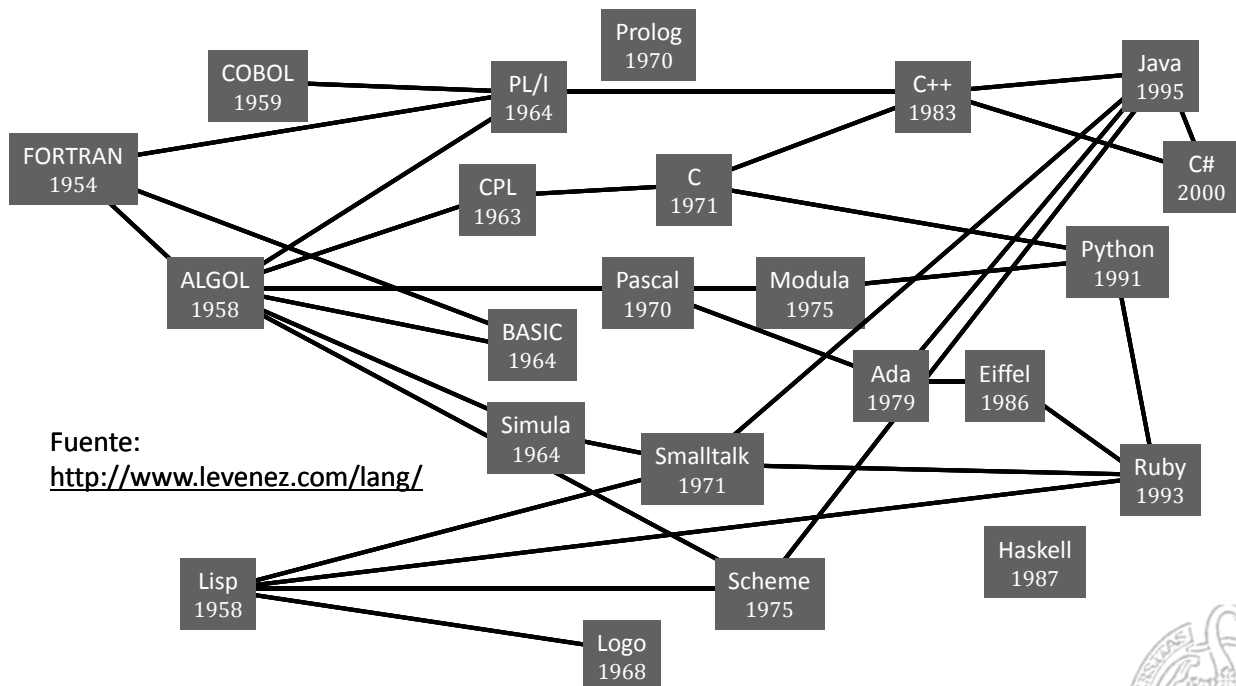 Prolog
1970
COBOL
1959
PL/I
1964
C++
1983
Java
1995
FORTRAN
1954
CPL
1963
C
1971
C#
2000
ALGOL
1958
Pascal
1970
Modula
1975
Python
1991
BASIC
1964
Ada
1979
Eiffel
1986
Simula
1964
Fuente:
http://www.levenez.com/lang/
Smalltalk
1971
Ruby
1993
Lisp
1958
Scheme
1975
Haskell
1987
Logo
1968